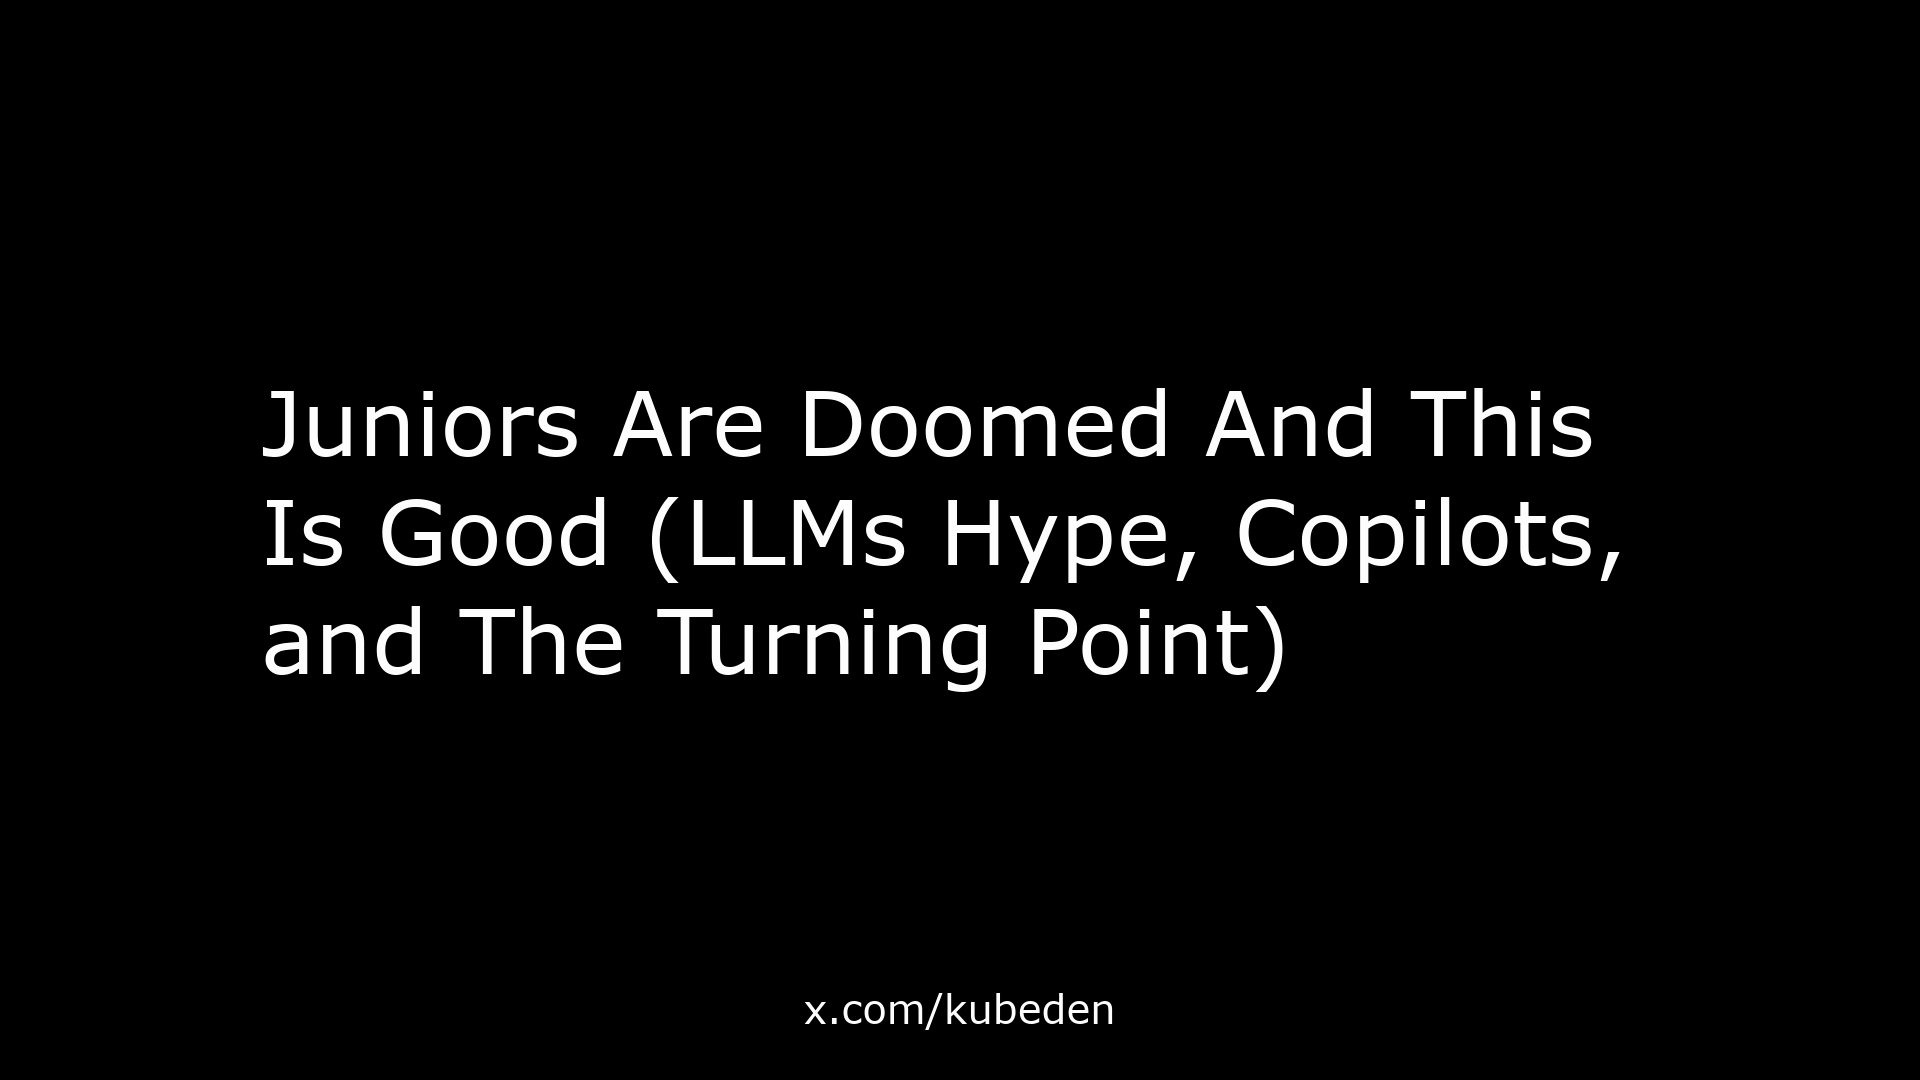 Juniors Are Doomed And This
Is Good (LLMs Hype, Copilots,
and The Turning Point)
x.com/kubeden